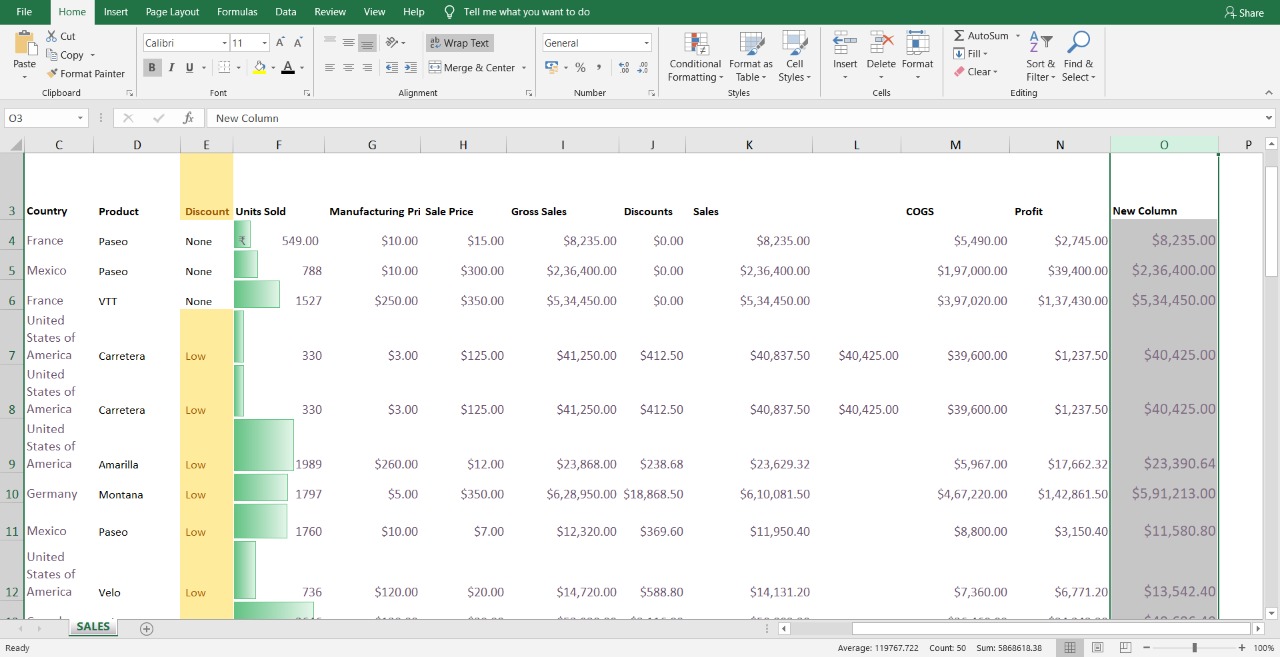 File Home Insert Page Layout Formulas Data Review View Help Tell me what you want to do Share
Paste Cut Copy Format Painter Clipboard
Calibri 11 A A B I U A Font
ab Wrap Text Merge & Center Alignment
General % , Number
Conditional Formatting Format as Table Cell Styles Styles
Insert Delete Format Cells
AutoSum Fill Clear Sort & Filter Find & Select Editing
O3 fx New Column
C D E F G H I J K L M N O P
3 Country Product Discount Units Sold Manufacturing Pri Sale Price Gross Sales Discounts Sales COGS Profit New Column
4 France Paseo None ₹ 549.00 $10.00 $15.00 $8,235.00 $0.00 $8,235.00 $5,490.00 $2,745.00 $8,235.00
5 Mexico Paseo None 788 $10.00 $300.00 $2,36,400.00 $0.00 $2,36,400.00 $1,97,000.00 $39,400.00 $2,36,400.00
6 France VTT None 1527 $250.00 $350.00 $5,34,450.00 $0.00 $5,34,450.00 $3,97,020.00 $1,37,430.00 $5,34,450.00
United
States of
7 America Carretera Low 330 $3.00 $125.00 $41,250.00 $412.50 $40,837.50 $40,425.00 $39,600.00 $1,237.50 $40,425.00
United
States of
8 America Carretera Low 330 $3.00 $125.00 $41,250.00 $412.50 $40,837.50 $40,425.00 $39,600.00 $1,237.50 $40,425.00
United
States of
9 America Amarilla Low 1989 $260.00 $12.00 $23,868.00 $238.68 $23,629.32 $5,967.00 $17,662.32 $23,390.64
10 Germany Montana Low 1797 $5.00 $350.00 $6,28,950.00 $18,868.50 $6,10,081.50 $4,67,220.00 $1,42,861.50 $5,91,213.00
11 Mexico Paseo Low 1760 $10.00 $7.00 $12,320.00 $369.60 $11,950.40 $8,800.00 $3,150.40 $11,580.80
United
States of
12 America Velo Low 736 $120.00 $20.00 $14,720.00 $588.80 $14,131.20 $7,360.00 $6,771.20 $13,542.40
SALES
Ready Average: 119767.722 Count: 50 Sum: 5868618.38 100%